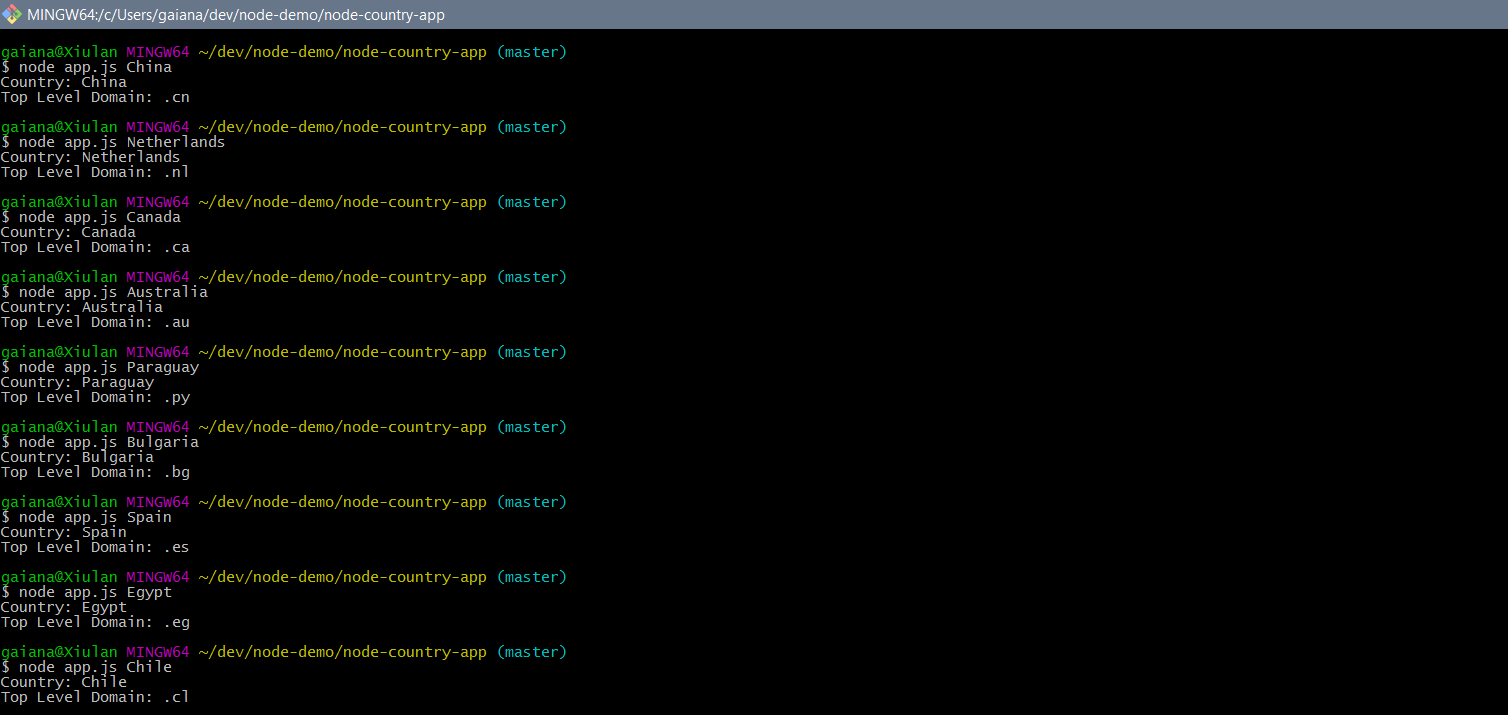 MINGW64:/c/Users/gaiana/dev/node-demo/node-country-app
gaiana@Xiulan MINGW64 ~/dev/node-demo/node-country-app (master)
$ node app.js China
Country: China
Top Level Domain: .cn
gaiana@Xiulan MINGW64 ~/dev/node-demo/node-country-app (master)
$ node app.js Netherlands
Country: Netherlands
Top Level Domain: .nl
gaiana@Xiulan MINGW64 ~/dev/node-demo/node-country-app (master)
$ node app.js Canada
Country: Canada
Top Level Domain: .ca
gaiana@Xiulan MINGW64 ~/dev/node-demo/node-country-app (master)
$ node app.js Australia
Country: Australia
Top Level Domain: .au
gaiana@Xiulan MINGW64 ~/dev/node-demo/node-country-app (master)
$ node app.js Paraguay
Country: Paraguay
Top Level Domain: .py
gaiana@Xiulan MINGW64 ~/dev/node-demo/node-country-app (master)
$ node app.js Bulgaria
Country: Bulgaria
Top Level Domain: .bg
gaiana@Xiulan MINGW64 ~/dev/node-demo/node-country-app (master)
$ node app.js Spain
Country: Spain
Top Level Domain: .es
gaiana@Xiulan MINGW64 ~/dev/node-demo/node-country-app (master)
$ node app.js Egypt
Country: Egypt
Top Level Domain: .eg
gaiana@Xiulan MINGW64 ~/dev/node-demo/node-country-app (master)
$ node app.js Chile
Country: Chile
Top Level Domain: .cl